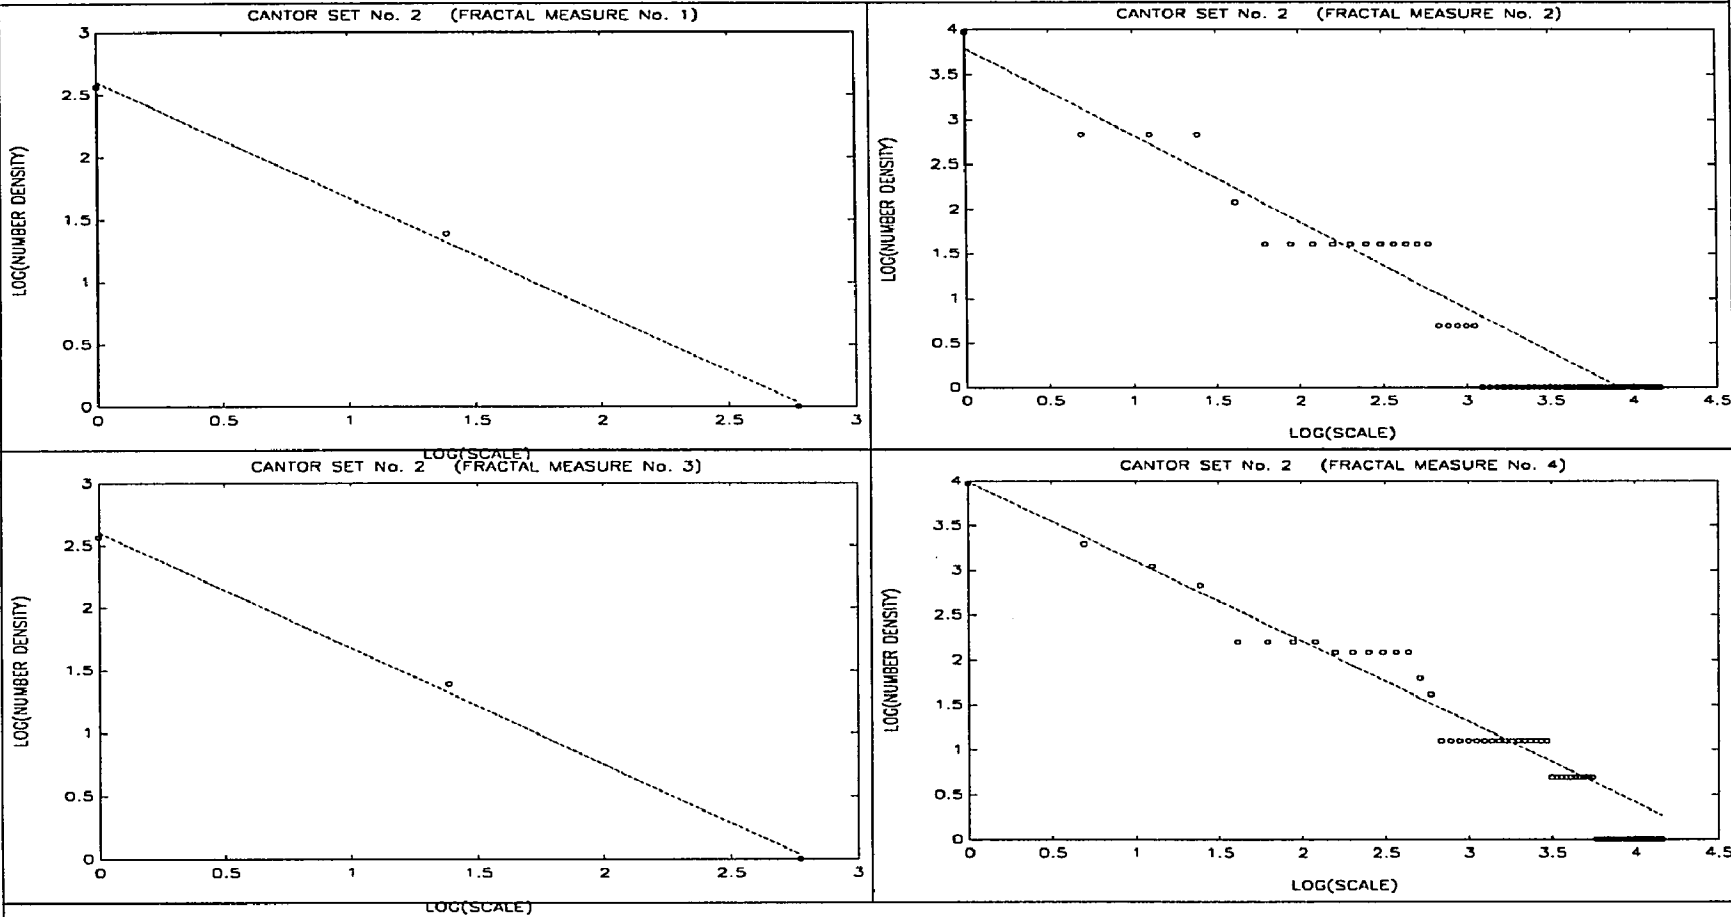 CANTOR SET No. 2 (FRACTAL MEASURE No. 1)
3
2.5
2
1.5
1
0.5
0
LOG(NUMBER DENSITY)
0 0.5 1 1.5 2 2.5 3
LOG(SCALE)
CANTOR SET No. 2 (FRACTAL MEASURE No. 2)
4
3.5
3
2.5
2
1.5
1
0.5
0
LOG(NUMBER DENSITY)
0 0.5 1 1.5 2 2.5 3 3.5 4 4.5
LOG(SCALE)
CANTOR SET No. 2 (FRACTAL MEASURE No. 3)
3
2.5
2
1.5
1
0.5
0
LOG(NUMBER DENSITY)
0 0.5 1 1.5 2 2.5 3
LOG(SCALE)
CANTOR SET No. 2 (FRACTAL MEASURE No. 4)
4
3.5
3
2.5
2
1.5
1
0.5
0
LOG(NUMBER DENSITY)
0 0.5 1 1.5 2 2.5 3 3.5 4 4.5
LOG(SCALE)